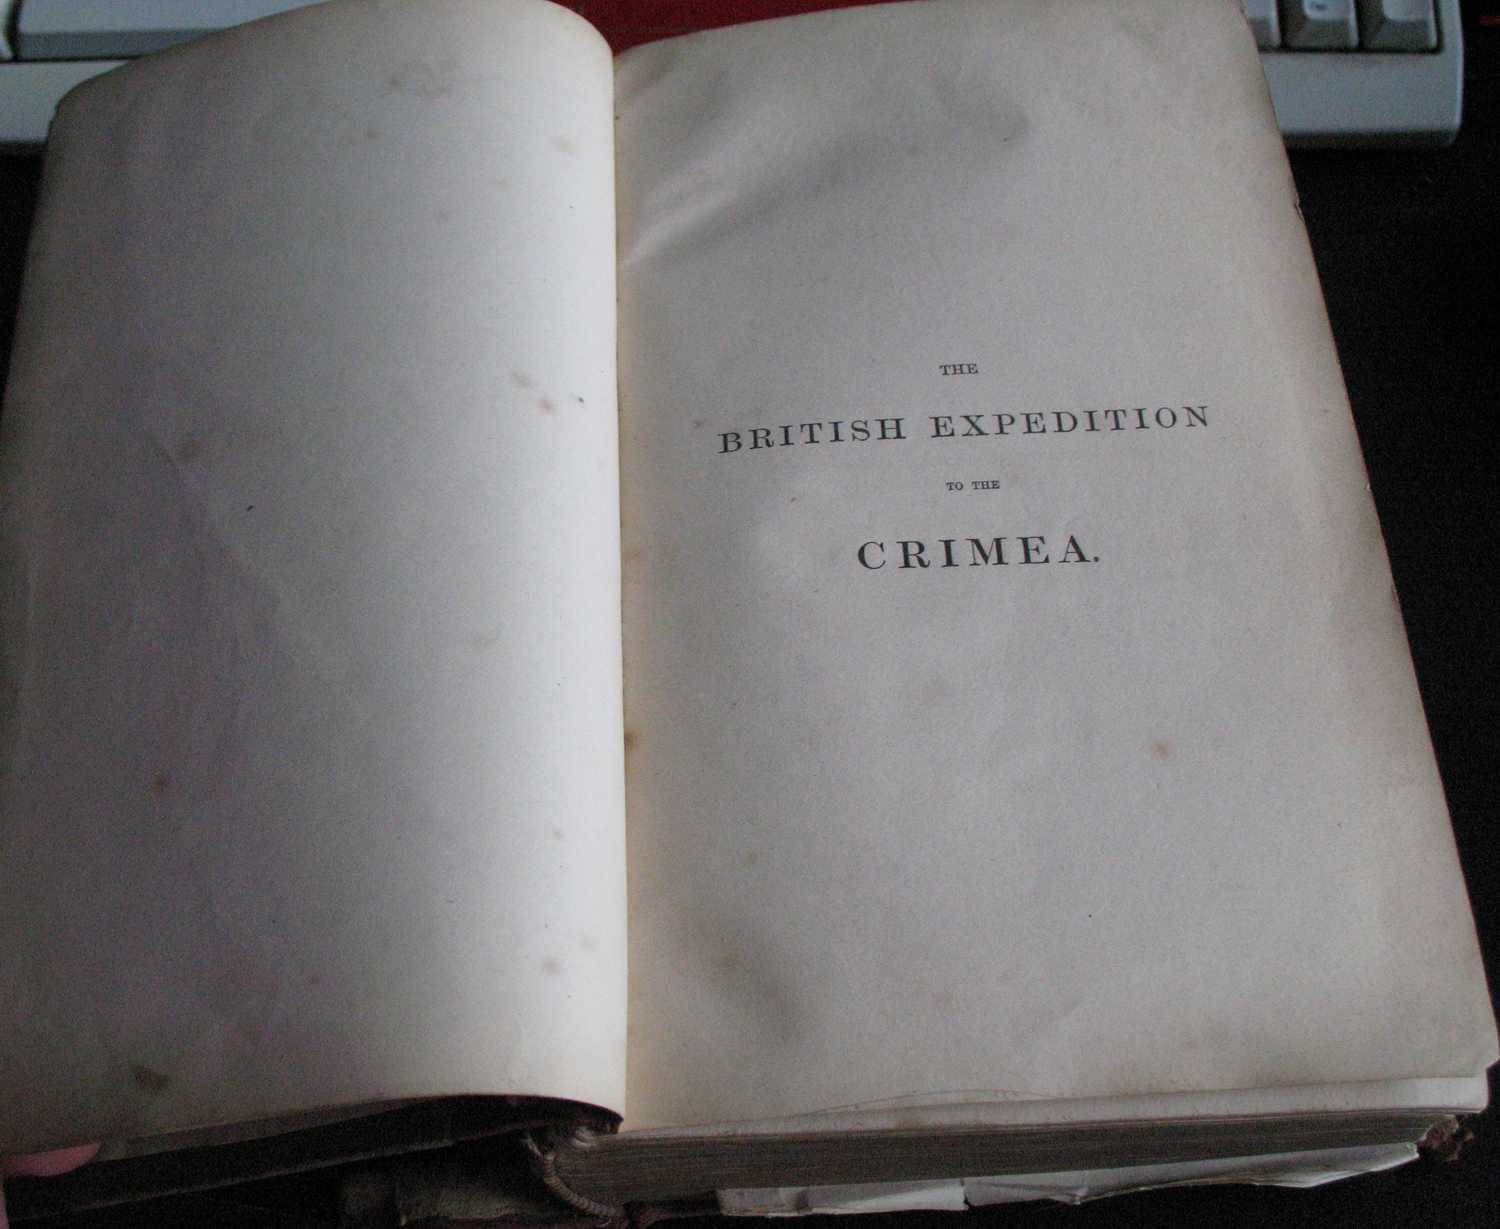 THE
BRITISH EXPEDITION
TO THE
CRIMEA.